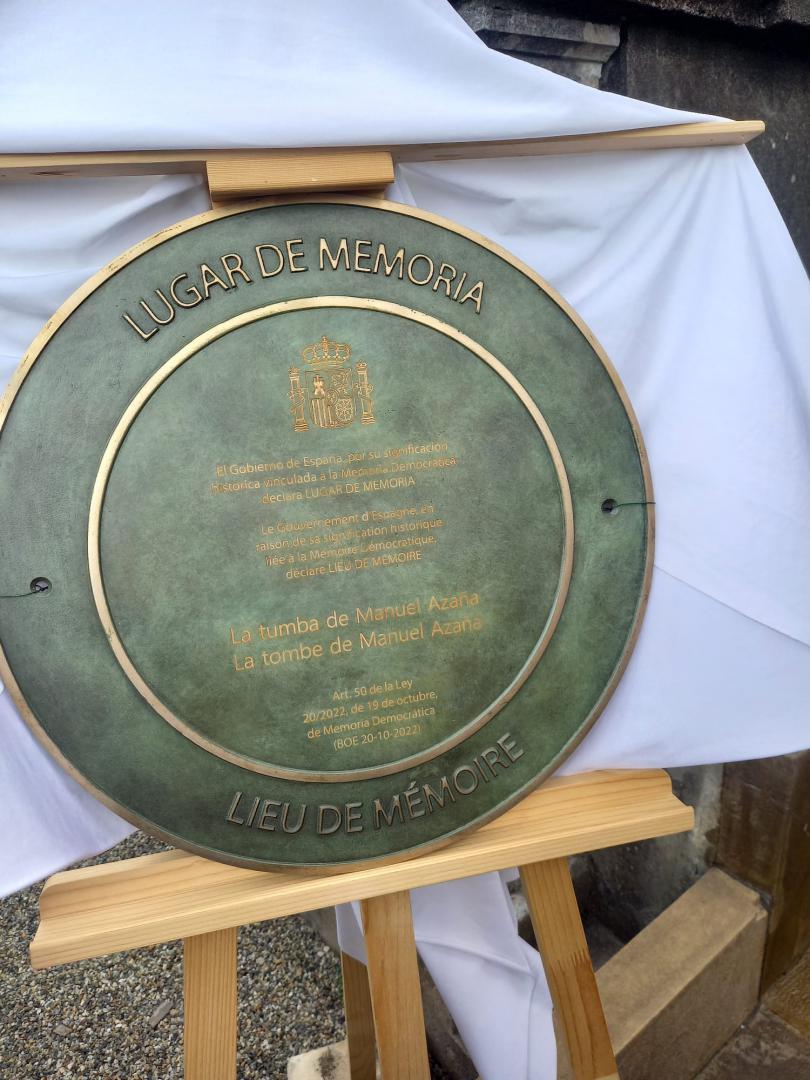 LUGAR DE MEMORIA
El Gobierno de España, por su significación
histórica vinculada a la Memoria Democrática
declara LUGAR DE MEMORIA
Le Gouvernement d'Espagne, en
raison de sa signification historique
liée à la Mémoire Démocratique,
déclare LIEU DE MÉMOIRE
La tumba de Manuel Azaña
La tombe de Manuel Azaña
Art. 50 de la Ley
20/2022, de 19 de octubre,
de Memoria Democrática
(BOE 20-10-2022)
LIEU DE MÉMOIRE